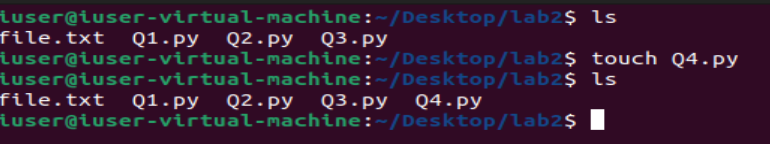 iuser@iuser-virtual-machine:~/Desktop/lab2$ ls
file.txt  Q1.py  Q2.py  Q3.py
iuser@iuser-virtual-machine:~/Desktop/lab2$ touch Q4.py
iuser@iuser-virtual-machine:~/Desktop/lab2$ ls
file.txt  Q1.py  Q2.py  Q3.py  Q4.py
iuser@iuser-virtual-machine:~/Desktop/lab2$